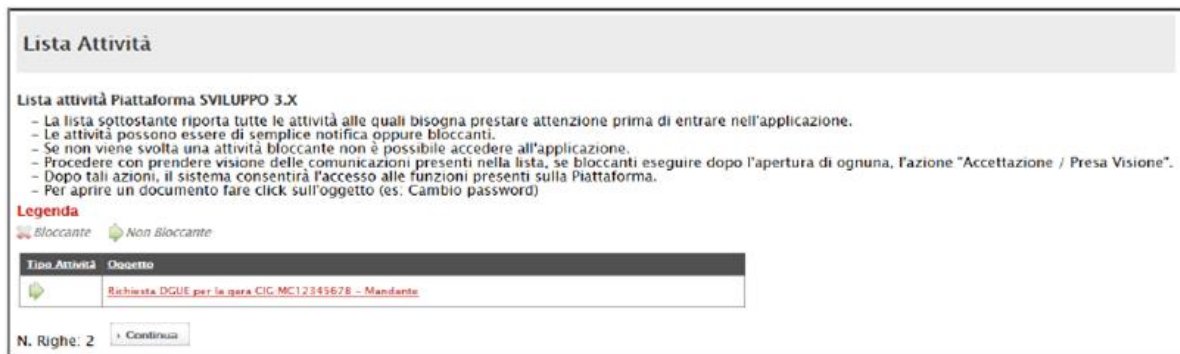 Lista Attività
Lista attività Piattaforma SVILUPPO 3.X
- La lista sottostante riporta tutte le attività alle quali bisogna prestare attenzione prima di entrare nell'applicazione.
- Le attività possono essere di semplice notifica oppure bloccanti.
- Se non viene svolta una attività bloccante non è possibile accedere all'applicazione.
- Procedere con prendere visione delle comunicazioni presenti nella lista, se bloccanti eseguire dopo l'apertura di ognuna, l'azione "Accettazione / Presa Visione".
- Dopo tali azioni, il sistema consentirà l'accesso alle funzioni presenti sulla Piattaforma.
- Per aprire un documento fare click sull'oggetto (es: Cambio password)
Legenda
Bloccante Non Bloccante
Tipo Attività Oggetto
Richiesta DGUE per la gara CIG MC12345678 - Mandante
N. Righe: 2 Continua